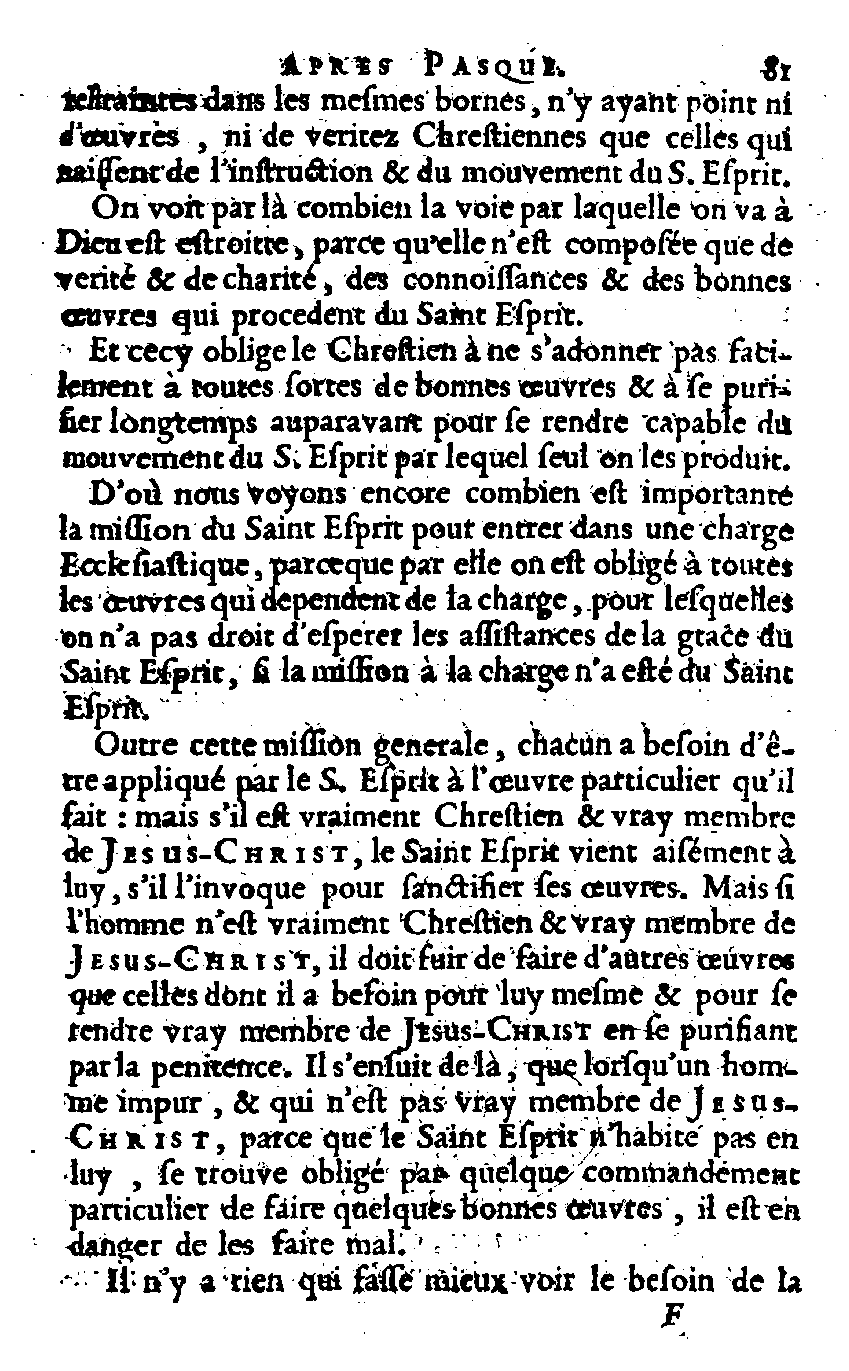 APRES PASQUE. 81
restraintes dans les meſmes bornes, n'y ayant point ni
d'œuvres, ni de veritez Chreſtiennes que celles qui
naiſſent de l'inſtruction & du mouvement du S. Eſprit.
On voit par là combien la voie par laquelle on va à
Dieu eſt eſtroitte, parce qu'elle n'eſt compoſée que de
verité & de charité, des connoiſſances & des bonnes
œuvres qui procedent du Saint Eſprit.
Et cecy oblige le Chreſtien à ne s'adonner pas faci-
lement à toutes ſortes de bonnes œuvres & à ſe puri-
fier longtemps auparavant pour ſe rendre capable du
mouvement du S. Eſprit par lequel ſeul on les produit.
D'où nous voyons encore combien eſt importante
la miſſion du Saint Eſprit pour entrer dans une charge
Eccleſiaſtique, parceque par elle on eſt obligé à toutes
les œuvres qui dependent de la charge, pour leſquelles
on n'a pas droit d'eſperer les aſſiſtances de la grace du
Saint Eſprit, ſi la miſſion à la charge n'a eſté du Saint
Eſprit.
Outre cette miſſion generale, chacun a beſoin d'ê-
tre appliqué par le S. Eſprit à l'œuvre particulier qu'il
fait : mais s'il eſt vraiment Chreſtien & vray membre
de JESUS-CHRIST, le Saint Eſprit vient aiſément à
luy, s'il l'invoque pour ſanctifier ſes œuvres. Mais ſi
l'homme n'eſt vraiment Chreſtien & vray membre de
JESUS-CHRIST, il doit fuir de faire d'autres œuvres
que celles dont il a beſoin pour luy meſme & pour ſe
rendre vray membre de JESUS-CHRIST en ſe purifiant
par la penitence. Il s'enſuit de là, que lorſqu'un hom-
me impur, & qui n'eſt pas vray membre de JESUS-
CHRIST, parce que le Saint Eſprit n'habite pas en
luy, ſe trouve obligé par quelque commandement
particulier de faire quelques bonnes œuvres, il eſt en
danger de les faire mal.
Il n'y a rien qui faſſe mieux voir le beſoin de la
F